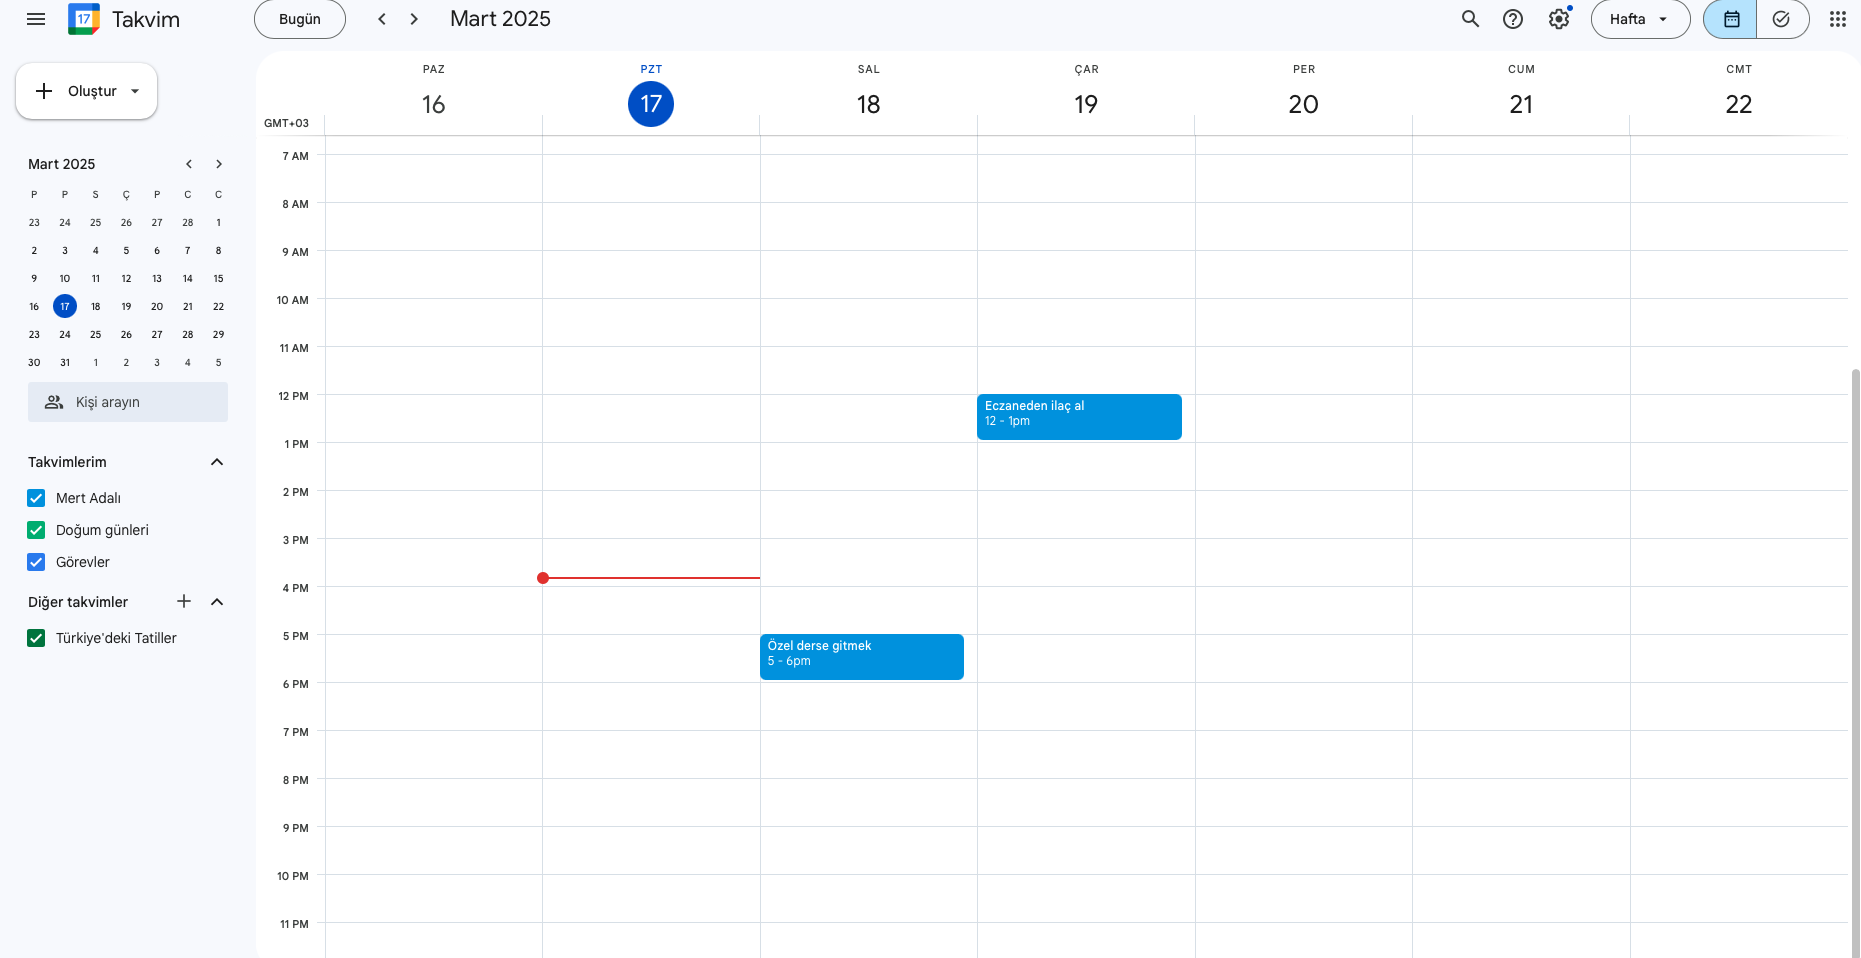 17 Takvim
Bugün
Mart 2025
Hafta
Oluştur
PAZ PZT SAL ÇAR PER CUM CMT
16 17 18 19 20 21 22
GMT+03
Mart 2025
P P S Ç P C C
23 24 25 26 27 28 1
2 3 4 5 6 7 8
9 10 11 12 13 14 15
16 17 18 19 20 21 22
23 24 25 26 27 28 29
30 31 1 2 3 4 5
Kişi arayın
Takvimlerim
Mert Adalı
Doğum günleri
Görevler
Diğer takvimler
Türkiye'deki Tatiller
7 AM
8 AM
9 AM
10 AM
11 AM
12 PM
Eczaneden ilaç al
12 - 1pm
1 PM
2 PM
3 PM
4 PM
5 PM
Özel derse gitmek
5 - 6pm
6 PM
7 PM
8 PM
9 PM
10 PM
11 PM